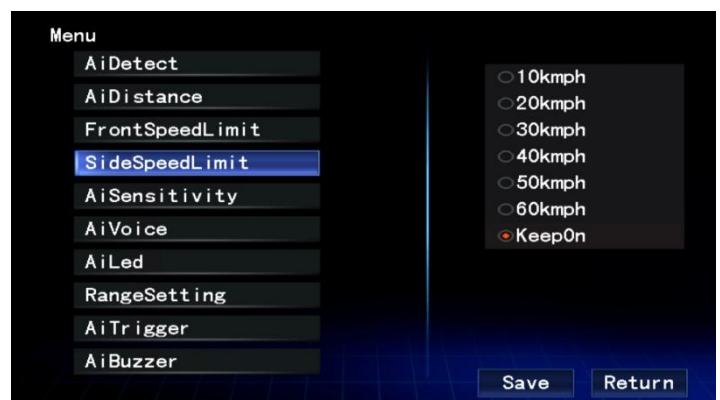 Menu
AiDetect
AiDistance
FrontSpeedLimit
SideSpeedLimit
AiSensitivity
AiVoice
AiLed
RangeSetting
AiTrigger
AiBuzzer
10kmph
20kmph
30kmph
40kmph
50kmph
60kmph
KeepOn
Save
Return